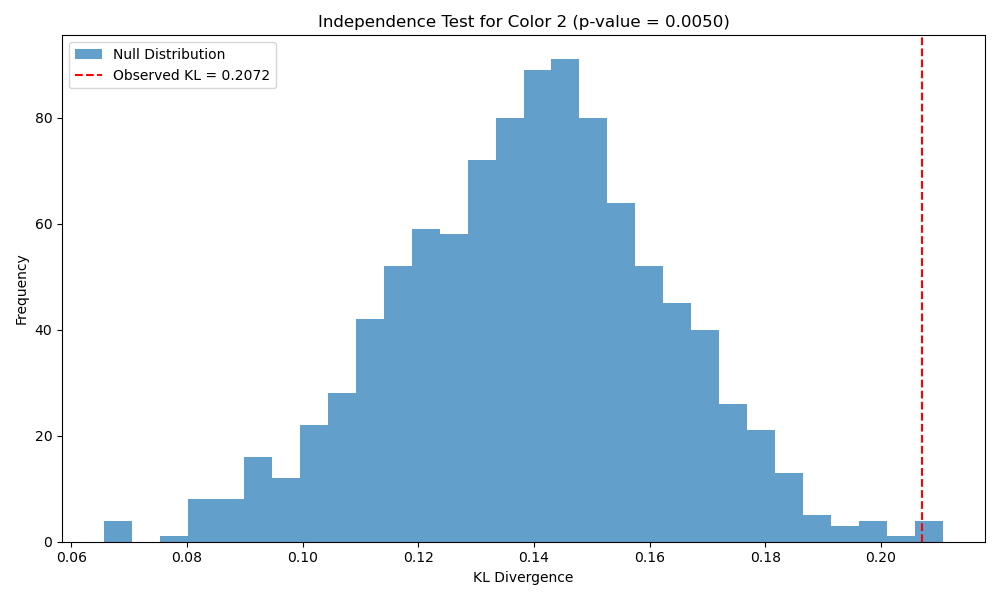 Independence Test for Color 2 (p-value = 0.0050)
Null Distribution
Observed KL = 0.2072
Frequency
80
60
40
20
0
0.06 0.08 0.10 0.12 0.14 0.16 0.18 0.20
KL Divergence